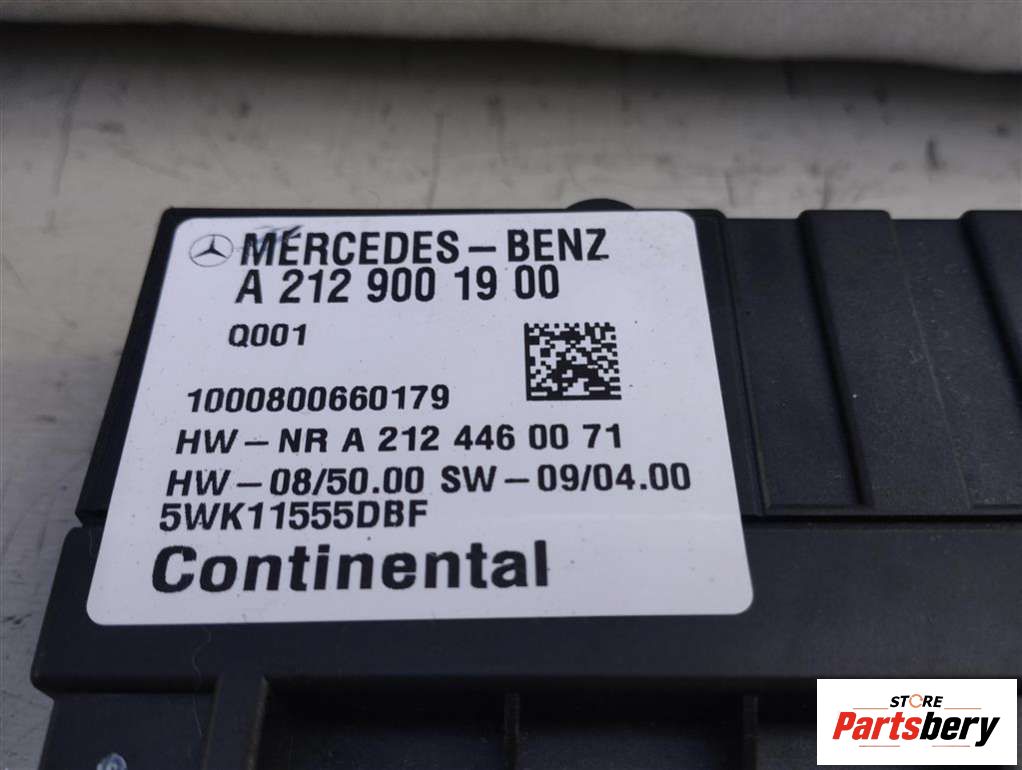 MERCEDES-BENZ
A 212 900 19 00
Q001
1000800660179
HW-NR A 212 446 00 71
HW-08/50.00 SW-09/04.00
5WK11555DBF
Continental
STORE
Partsbery